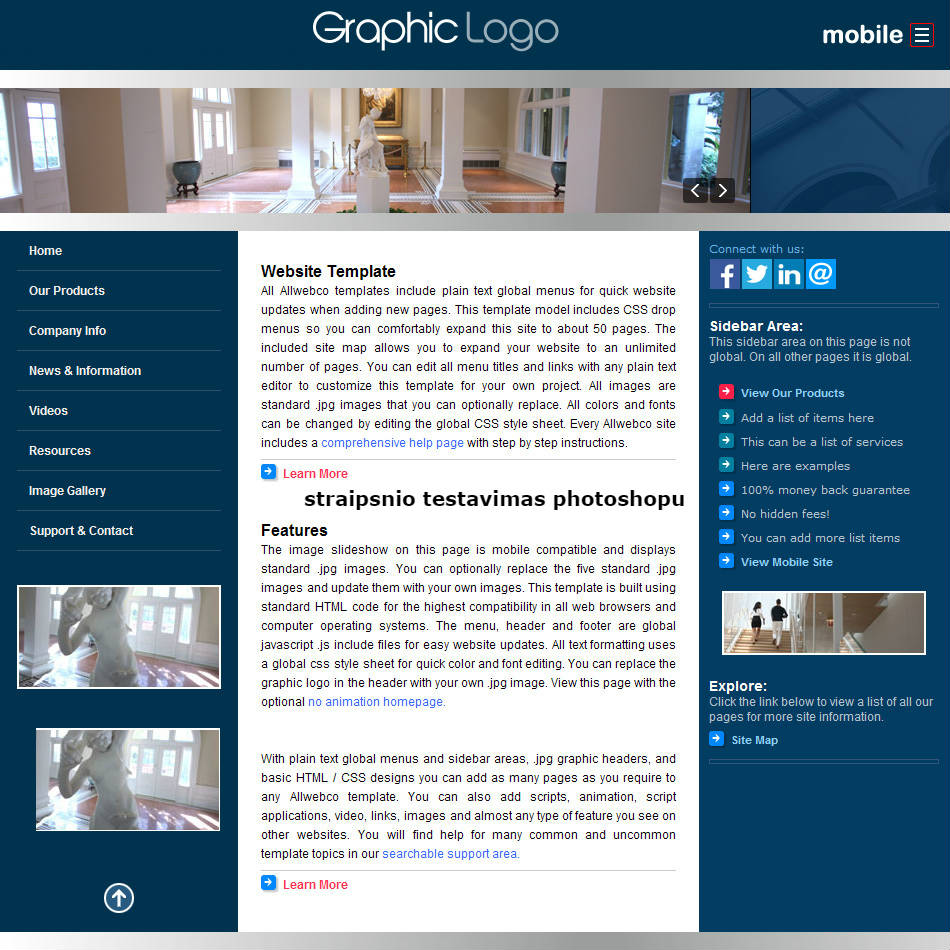 Graphic Logo
mobile
Home
Our Products
Company Info
News & Information
Videos
Resources
Image Gallery
Support & Contact
Website Template
All Allwebco templates include plain text global menus for quick website
updates when adding new pages. This template model includes CSS drop
menus so you can comfortably expand this site to about 50 pages. The
included site map allows you to expand your website to an unlimited
number of pages. You can edit all menu titles and links with any plain text
editor to customize this template for your own project. All images are
standard .jpg images that you can optionally replace. All colors and fonts
can be changed by editing the global CSS style sheet. Every Allwebco site
includes a comprehensive help page with step by step instructions.
Learn More
straipsnio testavimas photoshopu
Features
The image slideshow on this page is mobile compatible and displays
standard .jpg images. You can optionally replace the five standard .jpg
images and update them with your own images. This template is built using
standard HTML code for the highest compatibility in all web browsers and
computer operating systems. The menu, header and footer are global
javascript .js include files for easy website updates. All text formatting uses
a global css style sheet for quick color and font editing. You can replace the
graphic logo in the header with your own .jpg image. View this page with the
optional no animation homepage.
With plain text global menus and sidebar areas, .jpg graphic headers, and
basic HTML / CSS designs you can add as many pages as you require to
any Allwebco template. You can also add scripts, animation, script
applications, video, links, images and almost any type of feature you see on
other websites. You will find help for many common and uncommon
template topics in our searchable support area.
Learn More
Connect with us:
Sidebar Area:
This sidebar area on this page is not
global. On all other pages it is global.
View Our Products
Add a list of items here
This can be a list of services
Here are examples
100% money back guarantee
No hidden fees!
You can add more list items
View Mobile Site
Explore:
Click the link below to view a list of all our
pages for more site information.
Site Map